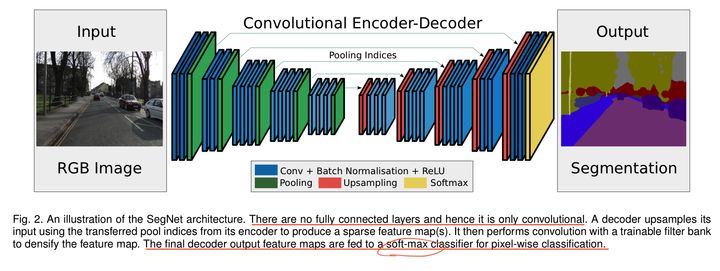 Input
Convolutional Encoder-Decoder
Output
Pooling Indices
RGB Image
Segmentation
Conv + Batch Normalisation + ReLU
Pooling
Upsampling
Softmax
Fig. 2. An illustration of the SegNet architecture. There are no fully connected layers and hence it is only convolutional. A decoder upsamples its
input using the transferred pool indices from its encoder to produce a sparse feature map(s). It then performs convolution with a trainable filter bank
to densify the feature map. The final decoder output feature maps are fed to a soft-max classifier for pixel-wise classification.